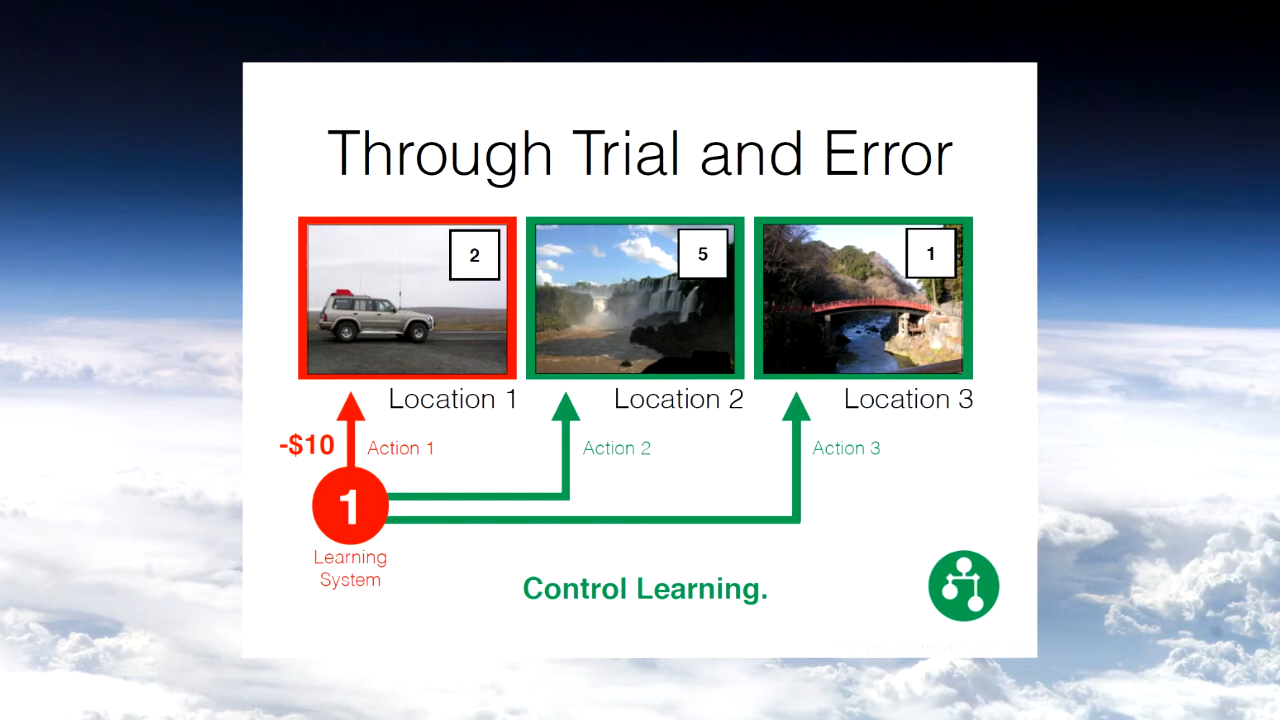 Through Trial and Error
2
5
1
Location 1
Location 2
Location 3
-$10
Action 1
Action 2
Action 3
1
Learning
System
Control Learning.